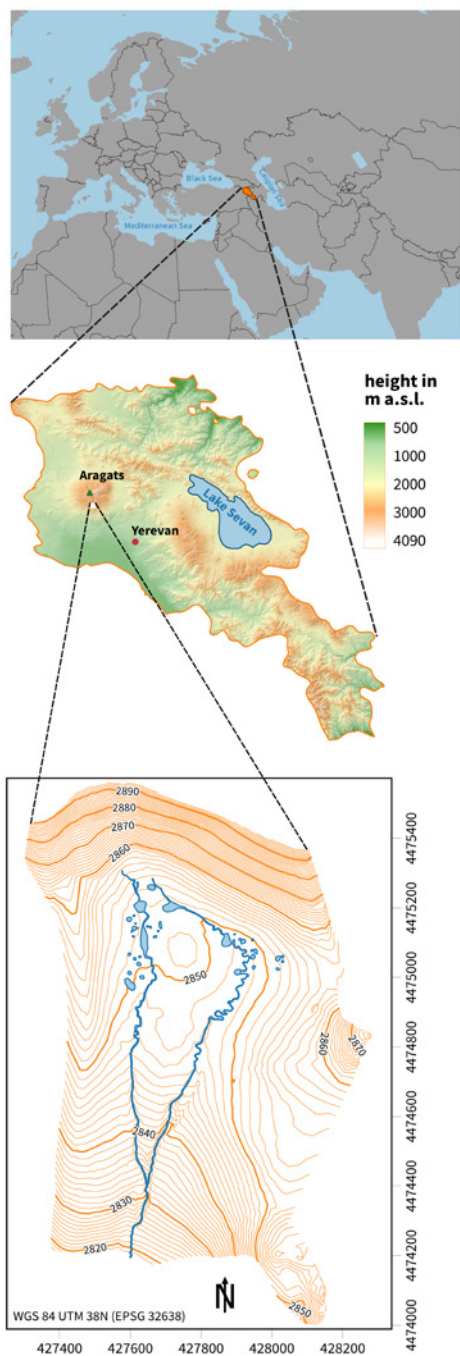 Black Sea
Caspian Sea
Mediterranean Sea
height in
m a.s.l.
500
1000
2000
3000
4090
Aragats
Lake Sevan
Yerevan
2890
2880
2870
2860
2850
2860
2870
2840
2830
2820
2850
N
WGS 84 UTM 38N (EPSG 32638)
4475400
4475200
4475000
4474800
4474600
4474400
4474200
4474000
427400
427600
427800
428000
428200